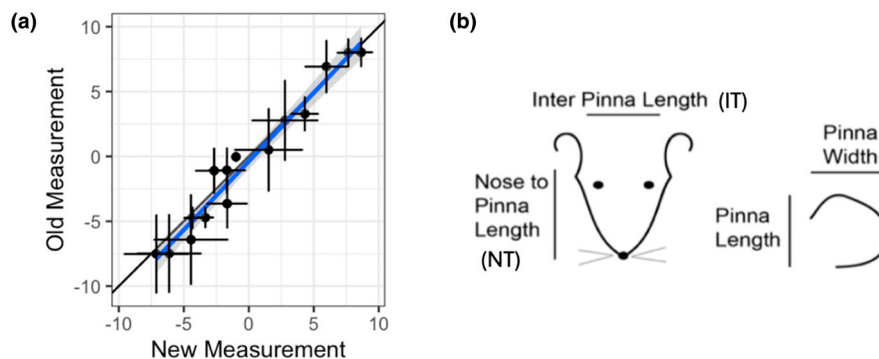 (a)
10
5
0
-5
-10
Old Measurement
-10 -5 0 5 10
New Measurement
(b)
Inter Pinna Length (IT)
Nose to
Pinna
Length
(NT)
Pinna
Width
Pinna
Length